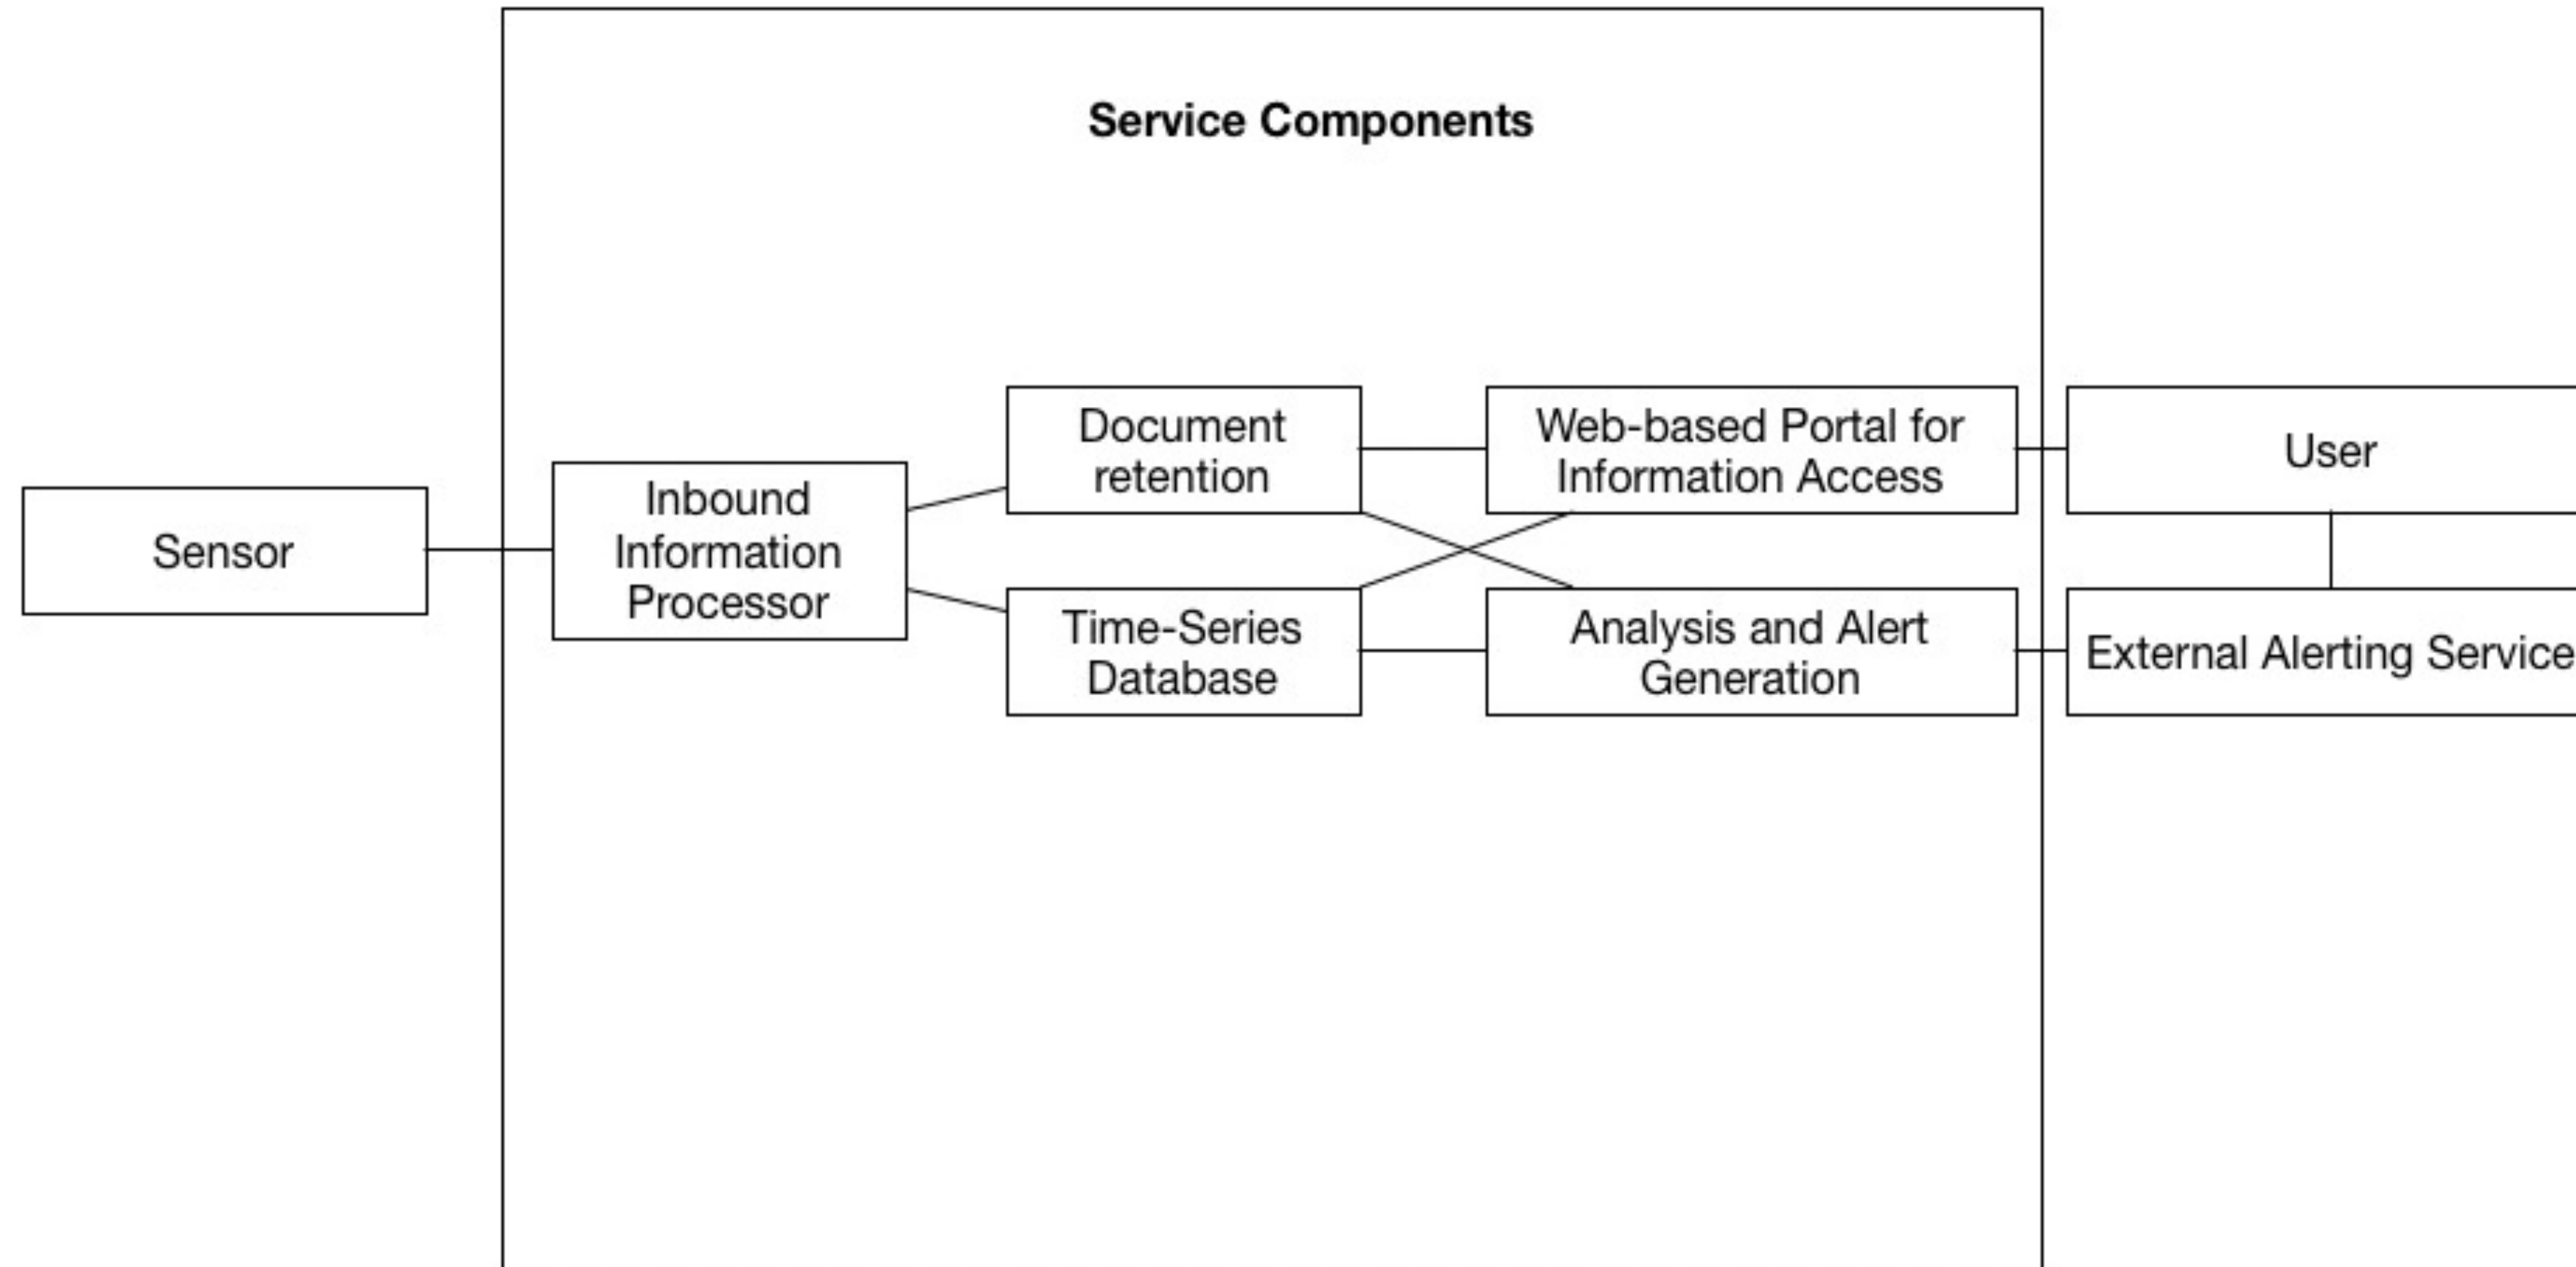 Service Components
Sensor
Inbound
Information
Processor
Document
retention
Time-Series
Database
Web-based Portal for
Information Access
Analysis and Alert
Generation
User
External Alerting Service